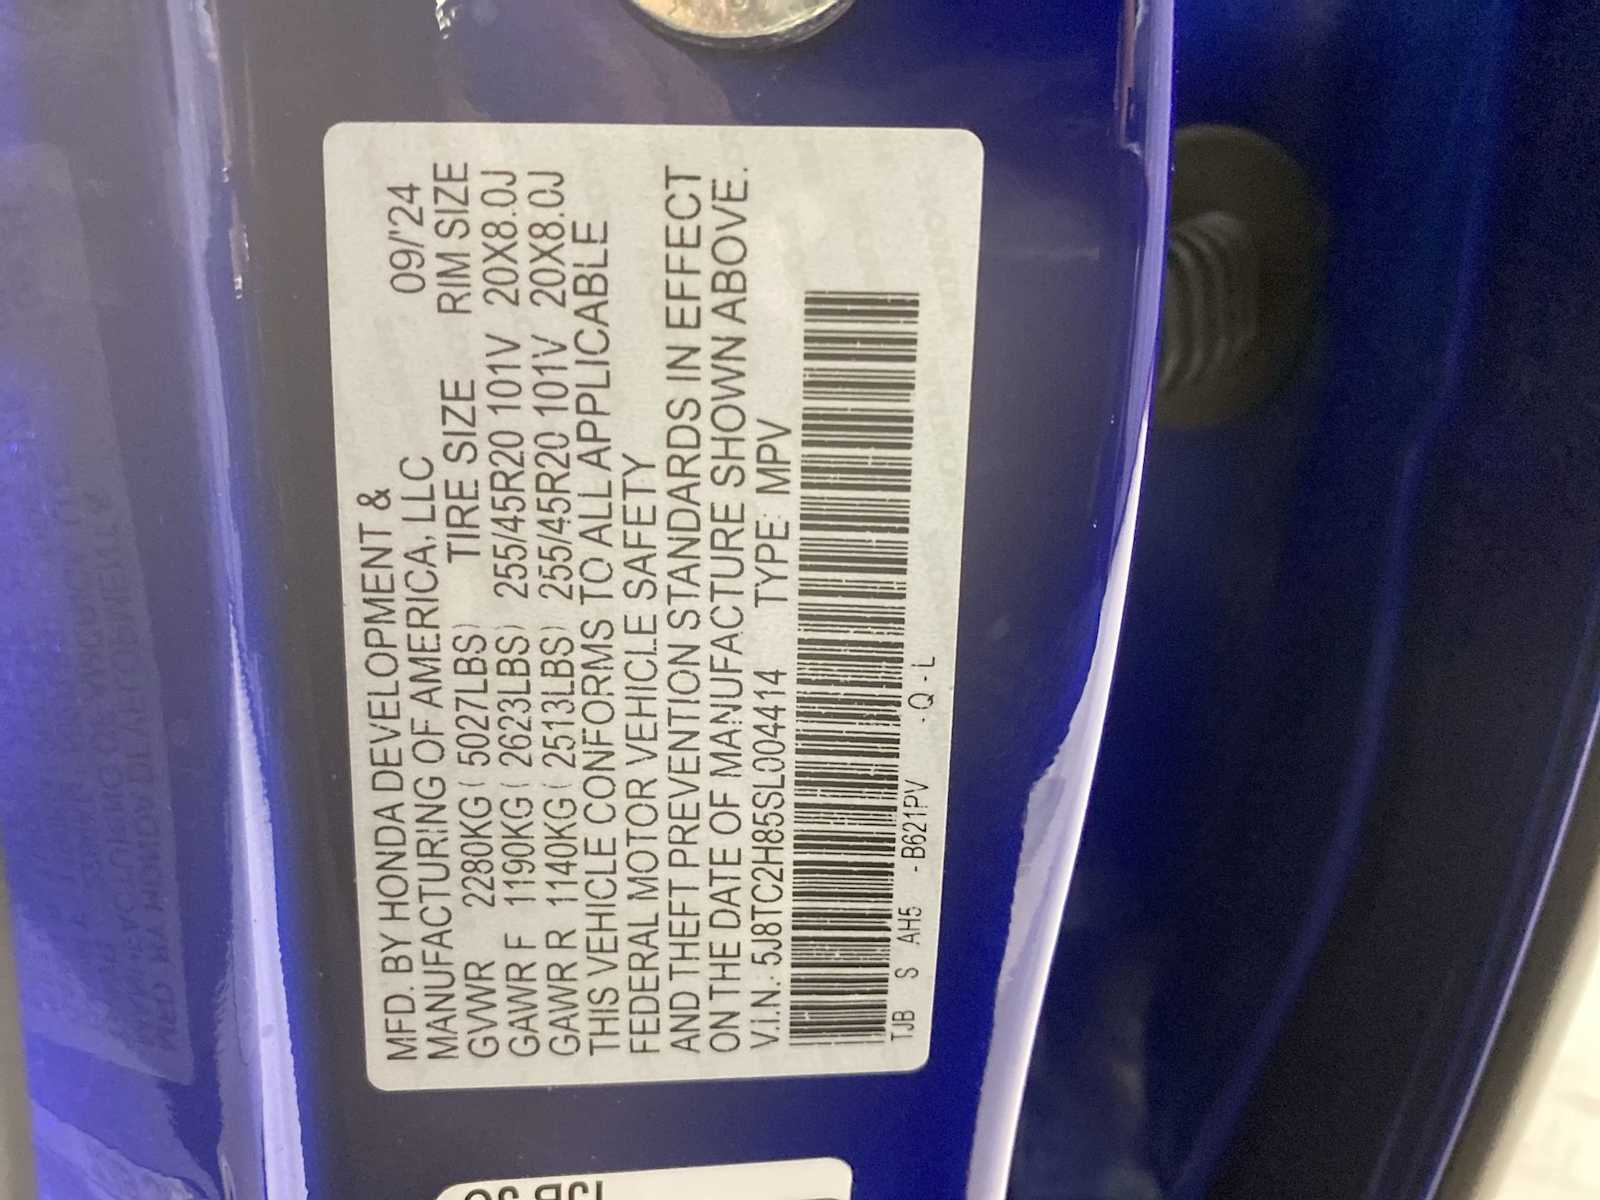 MFD. BY HONDA DEVELOPMENT &
MANUFACTURING OF AMERICA, LLC 09/'24
GVWR 2280KG ( 5027LBS) TIRE SIZE RIM SIZE
GAWR F 1190KG ( 2623LBS) 255/45R20 101V 20X8.0J
GAWR R 1140KG ( 2513LBS) 255/45R20 101V 20X8.0J
THIS VEHICLE CONFORMS TO ALL APPLICABLE
FEDERAL MOTOR VEHICLE SAFETY
AND THEFT PREVENTION STANDARDS IN EFFECT
ON THE DATE OF MANUFACTURE SHOWN ABOVE.
V.I.N.: 5J8TC2H85SL004414 TYPE: MPV
TJB S AH5 -B621PV -Q - L